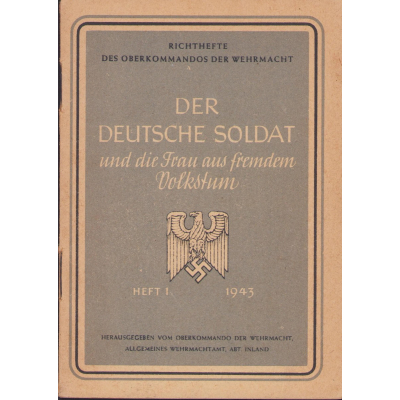 RICHTHEFTE
DES OBERKOMMANDOS DER WEHRMACHT
DER
DEUTSCHE SOLDAT
und die Frau aus fremdem
Volkstum
HEFT 1. 1943
HERAUSGEGEBEN VOM OBERKOMMANDO DER WEHRMACHT,
ALLGEMEINES WEHRMACHTAMT, ABT INLAND